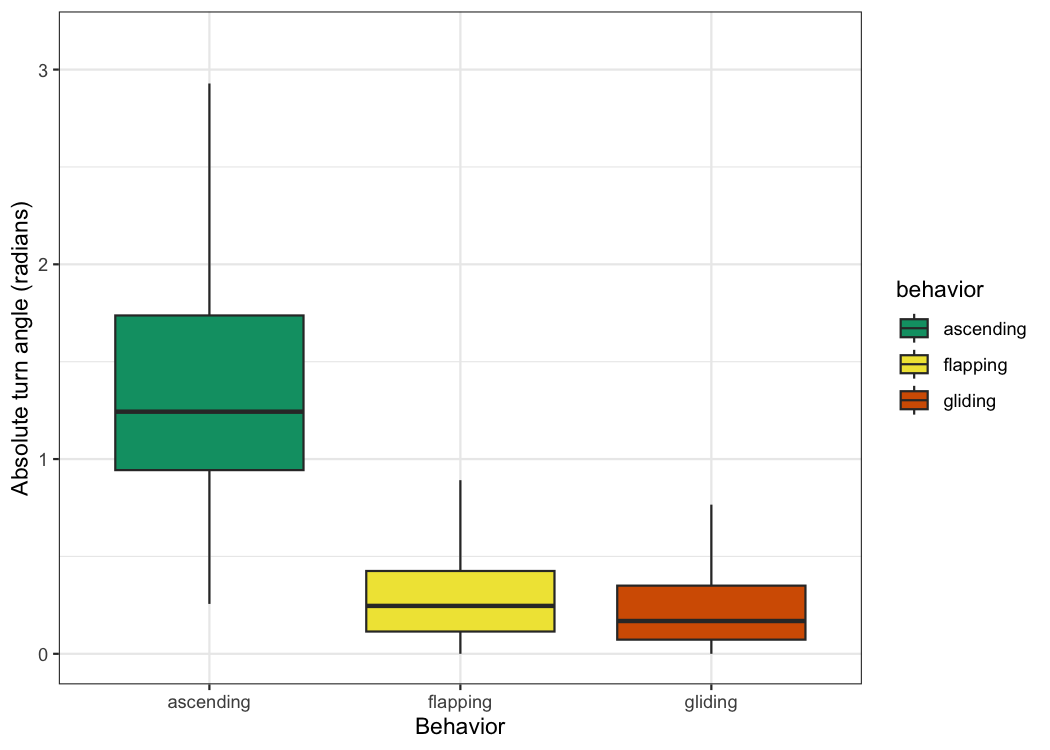 Absolute turn angle (radians)
3
2
1
0
ascending
flapping
gliding
Behavior
behavior
ascending
flapping
gliding